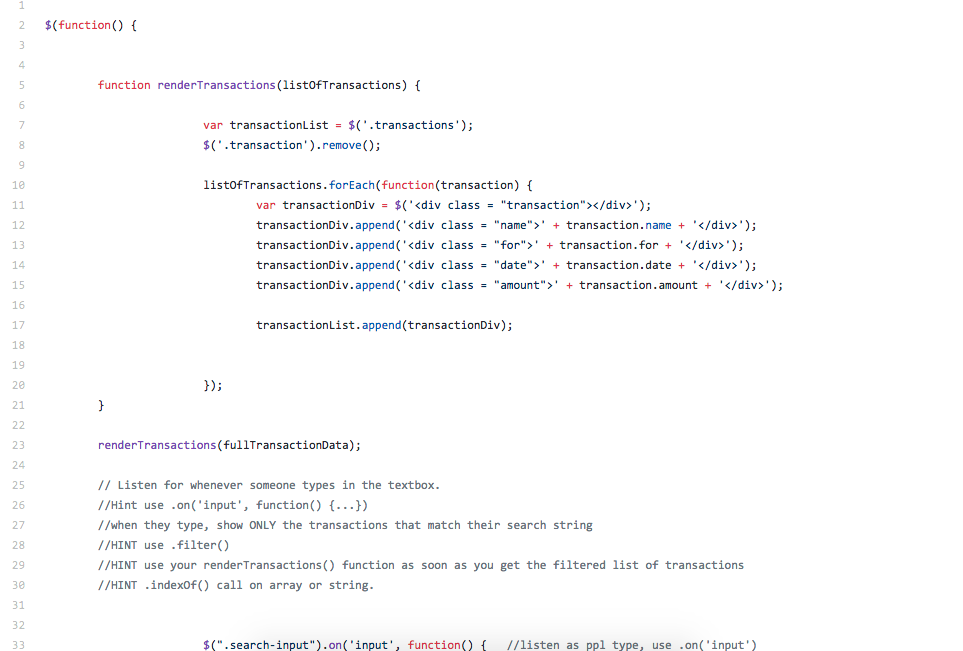 1
2 $(function() {
3
4
5 function renderTransactions(listOfTransactions) {
6
7 var transactionList = $('.transactions');
8 $('.transaction').remove();
9
10 listOfTransactions.forEach(function(transaction) {
11 var transactionDiv = $('<div class = "transaction"></div>');
12 transactionDiv.append('<div class = "name">' + transaction.name + '</div>');
13 transactionDiv.append('<div class = "for">' + transaction.for + '</div>');
14 transactionDiv.append('<div class = "date">' + transaction.date + '</div>');
15 transactionDiv.append('<div class = "amount">' + transaction.amount + '</div>');
16
17 transactionList.append(transactionDiv);
18
19
20 });
21 }
22
23 renderTransactions(fullTransactionData);
24
25 // Listen for whenever someone types in the textbox.
26 //Hint use .on('input', function() {...})
27 //when they type, show ONLY the transactions that match their search string
28 //HINT use .filter()
29 //HINT use your renderTransactions() function as soon as you get the filtered list of transactions
30 //HINT .indexOf() call on array or string.
31
32
33 $(".search-input").on('input', function() { //listen as ppl type, use .on('input')